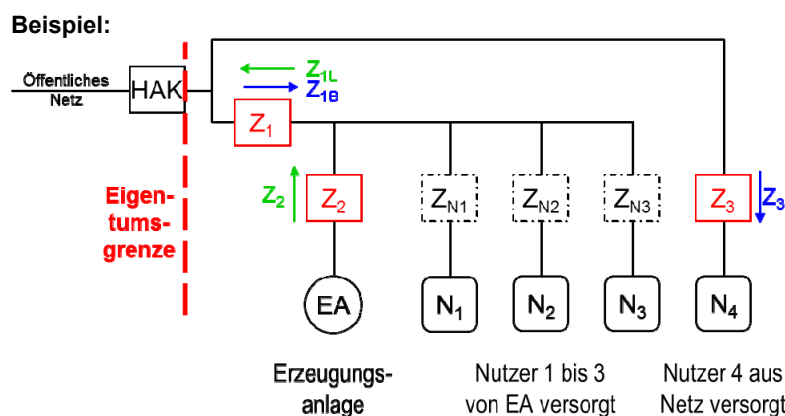 Beispiel:
Öffentliches
Netz
HAK
Z1L
Z1B
Z1
Eigen-
tums-
grenze
Z2
Z2
ZN1
ZN2
ZN3
Z3
Z3
EA
N1
N2
N3
N4
Erzeugungs-
anlage
Nutzer 1 bis 3
von EA versorgt
Nutzer 4 aus
Netz versorgt